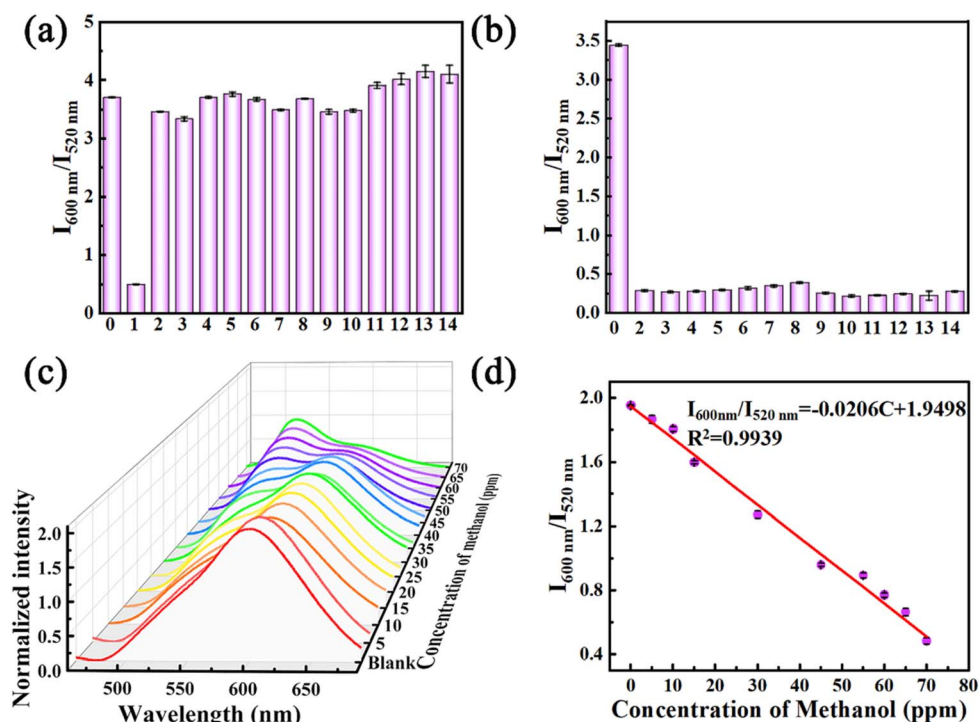 (a)
I600 nm/I520 nm
5
4
3
2
1
0
0 1 2 3 4 5 6 7 8 9 10 11 12 13 14
(b)
I600 nm/I520 nm
3.5
3.0
2.5
2.0
1.5
1.0
0.5
0.0
0 2 3 4 5 6 7 8 9 10 11 12 13 14
(c)
Normalized intensity
2.0
1.5
1.0
0.5
0.0
500 550 600 650
Wavelength (nm)
70
65
60
55
50
45
40
35
30
25
20
15
10
5
Blank
Concentration of methanol (ppm)
(d)
I600 nm/I520 nm
2.0
1.6
1.2
0.8
0.4
I600nm/I520 nm=-0.0206C+1.9498
R2=0.9939
0 10 20 30 40 50 60 70 80
Concentration of Methanol (ppm)